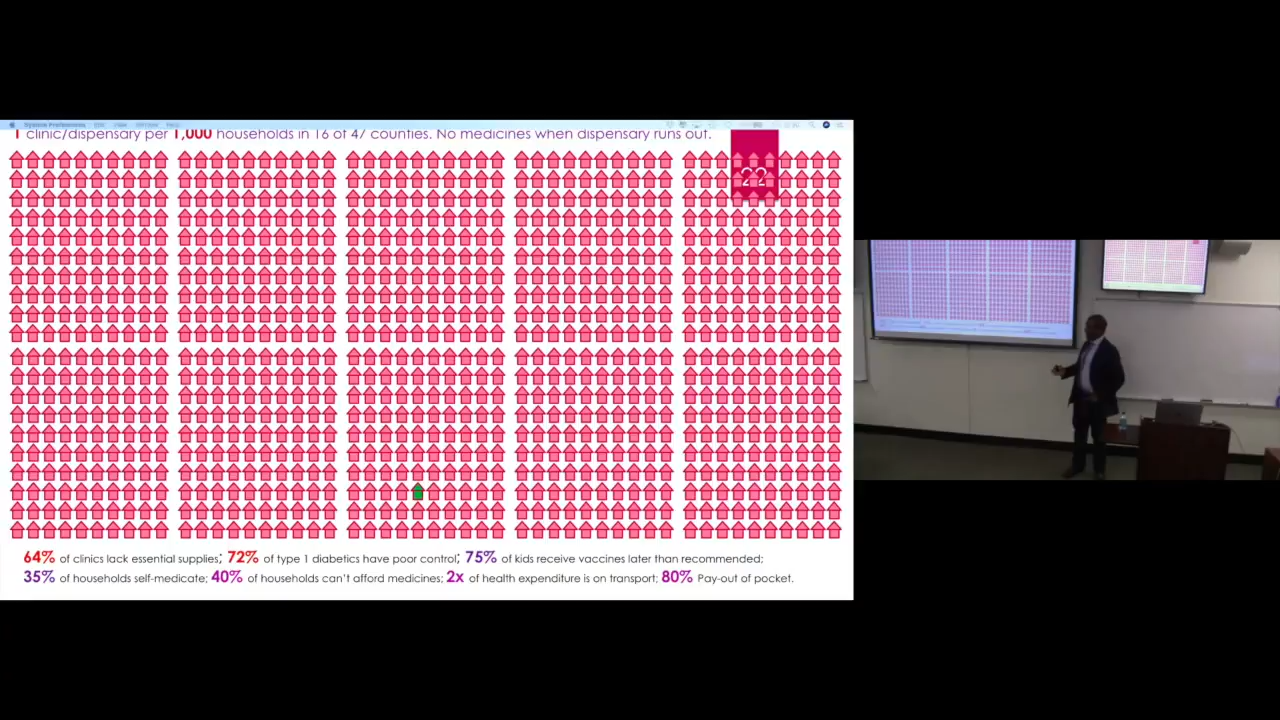 1 clinic/dispensary per 1,000 households in 16 of 47 counties. No medicines when dispensary runs out.
22
64% of clinics lack essential supplies; 72% of type 1 diabetics have poor control; 75% of kids receive vaccines later than recommended;
35% of households self-medicate; 40% of households can't afford medicines; 2x of health expenditure is on transport; 80% Pay-out of pocket.